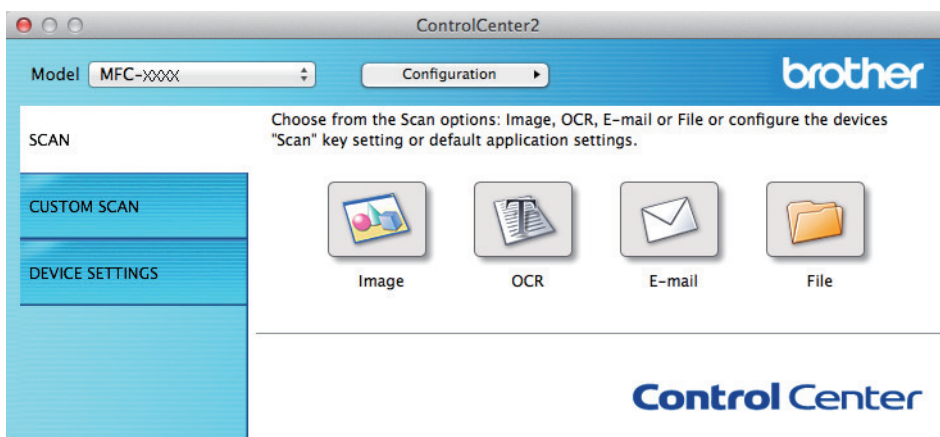 ControlCenter2
Model MFC-XXXX Configuration
brother
SCAN
Choose from the Scan options: Image, OCR, E-mail or File or configure the devices
"Scan" key setting or default application settings.
CUSTOM SCAN
DEVICE SETTINGS
Image OCR E-mail File
Control Center